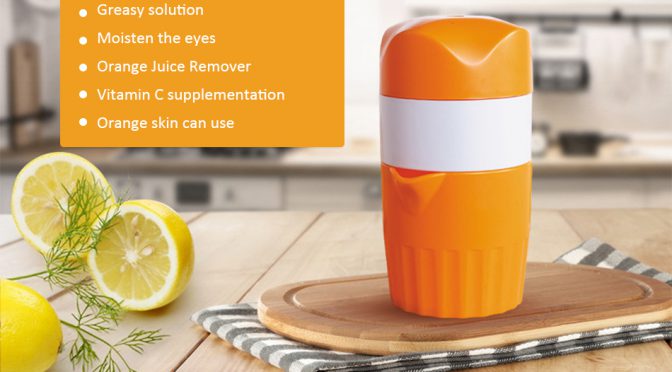 Greasy solution
Moisten the eyes
Orange Juice Remover
Vitamin C supplementation
Orange skin can use